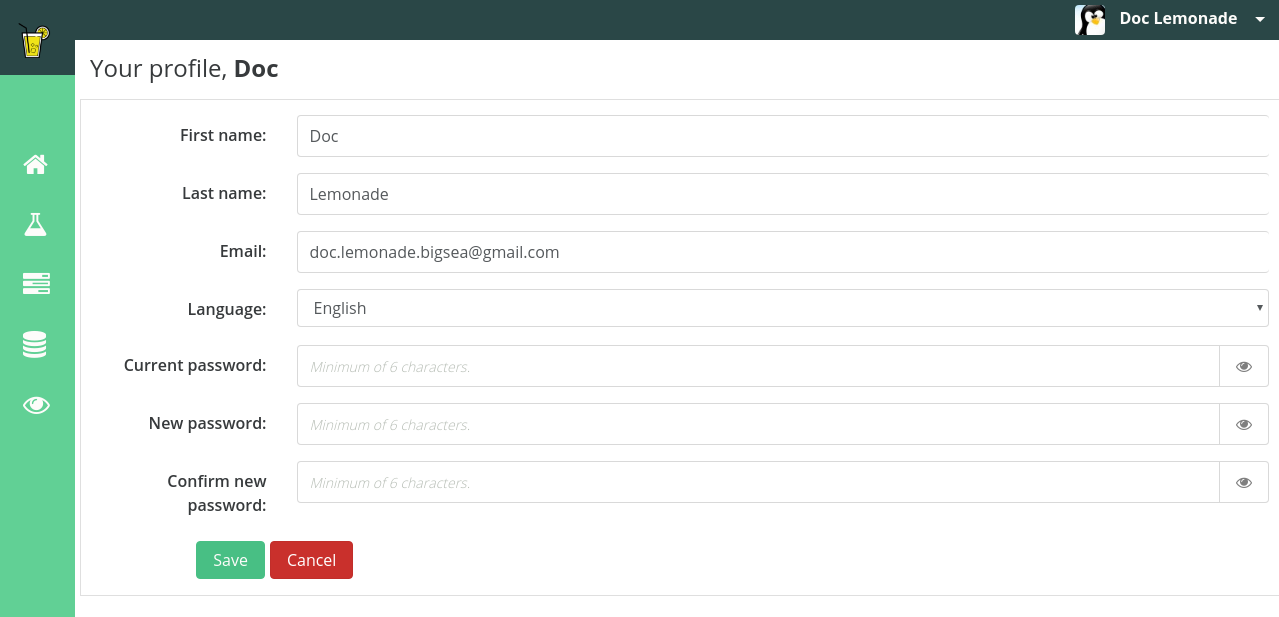 Doc Lemonade
Your profile, Doc
First name:
Doc
Last name:
Lemonade
Email:
doc.lemonade.bigsea@gmail.com
Language:
English
Current password:
Minimum of 6 characters.
New password:
Minimum of 6 characters.
Confirm new
password:
Minimum of 6 characters.
Save
Cancel